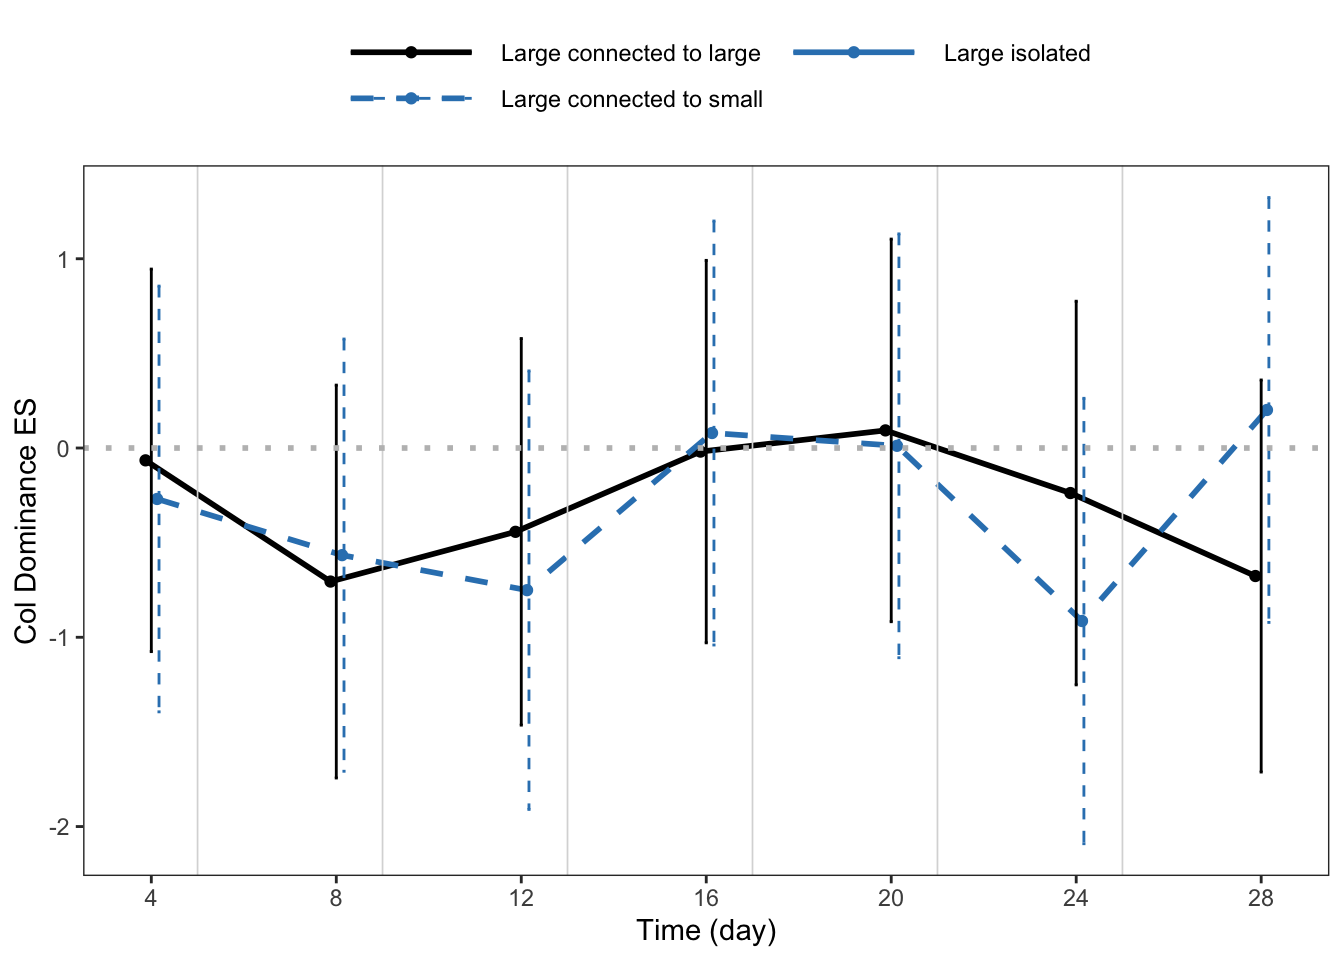 Large connected to large
Large isolated
Large connected to small
Col Dominance ES
1
0
-1
-2
4
8
12
16
20
24
28
Time (day)